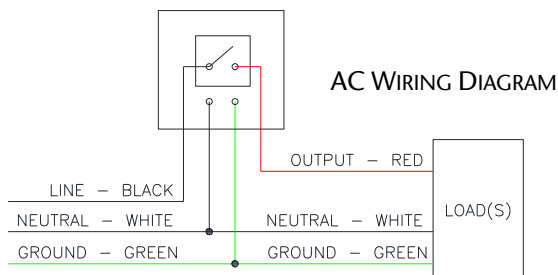 AC WIRING DIAGRAM
OUTPUT – RED
LINE – BLACK
NEUTRAL – WHITE
NEUTRAL – WHITE
LOAD(S)
GROUND – GREEN
GROUND – GREEN